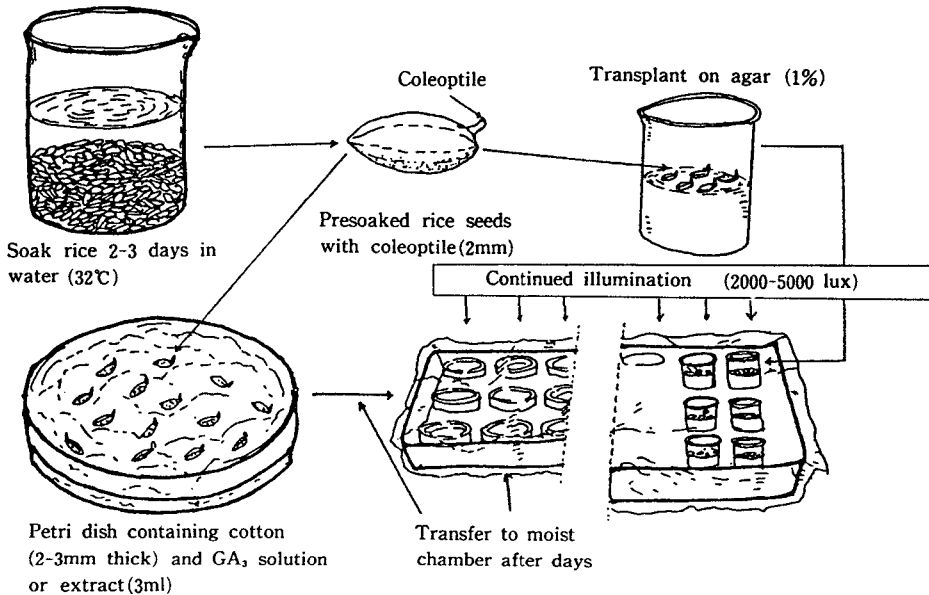 Coleoptile
Transplant on agar (1%)
Soak rice 2-3 days in
water (32℃)
Presoaked rice seeds
with coleoptile (2mm)
Continued illumination (2000-5000 lux)
Petri dish containing cotton
(2-3mm thick) and GA₃ solution
or extract (3ml)
Transfer to moist
chamber after days